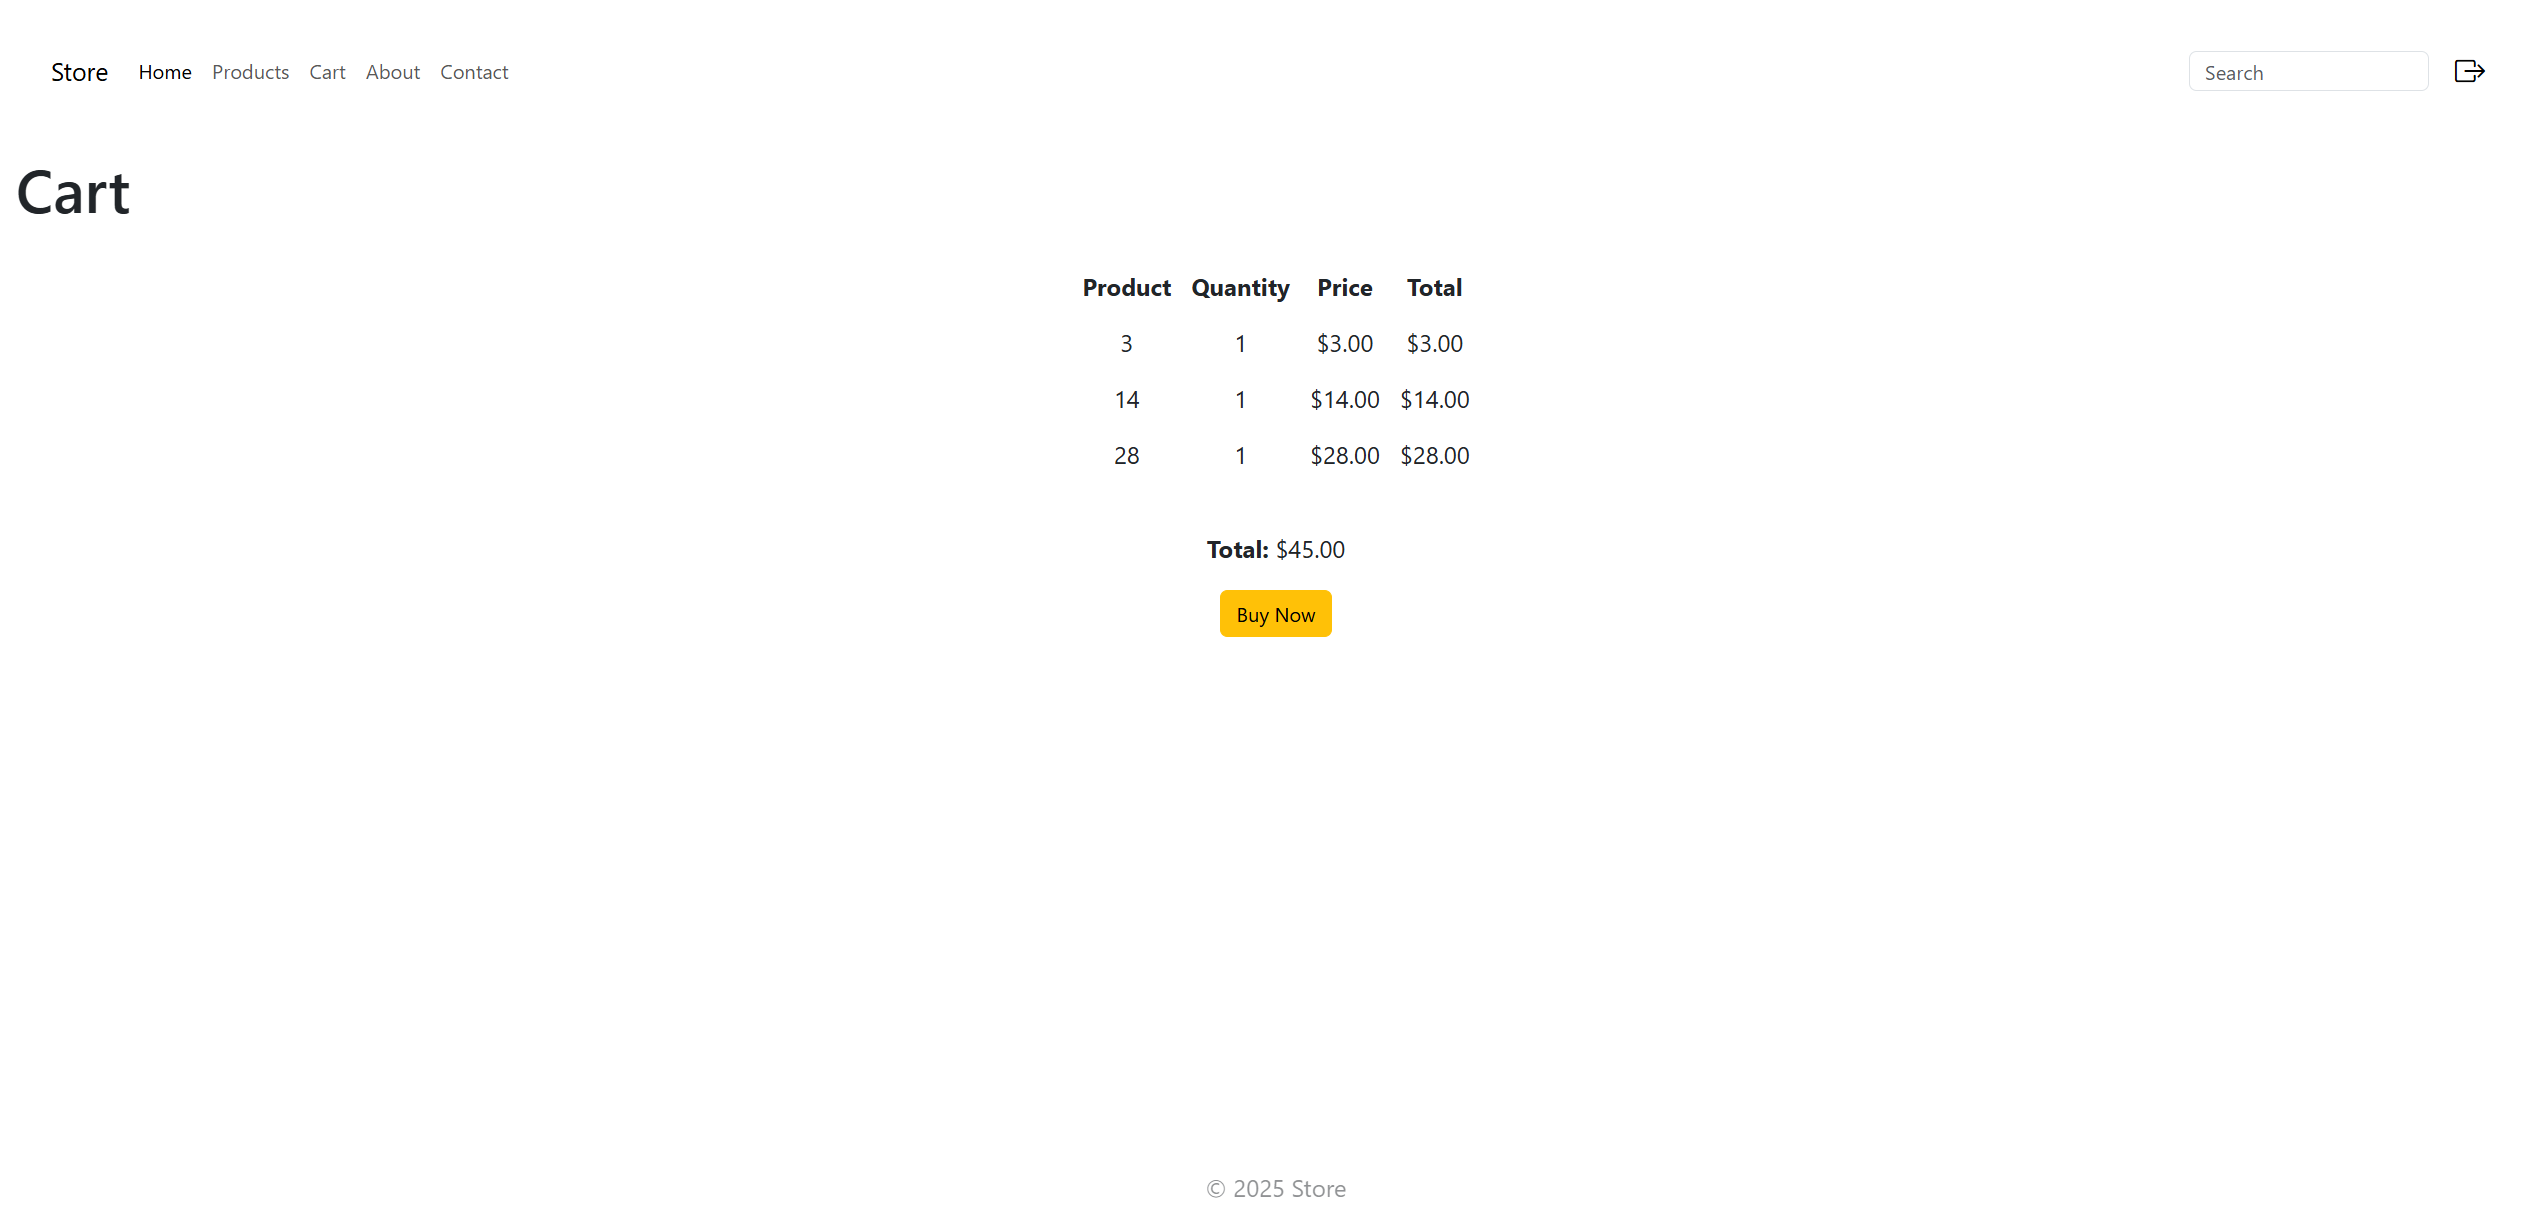 Store Home Products Cart About Contact Search
Cart
Product Quantity Price Total
3 1 $3.00 $3.00
14 1 $14.00 $14.00
28 1 $28.00 $28.00
Total: $45.00
Buy Now
© 2025 Store